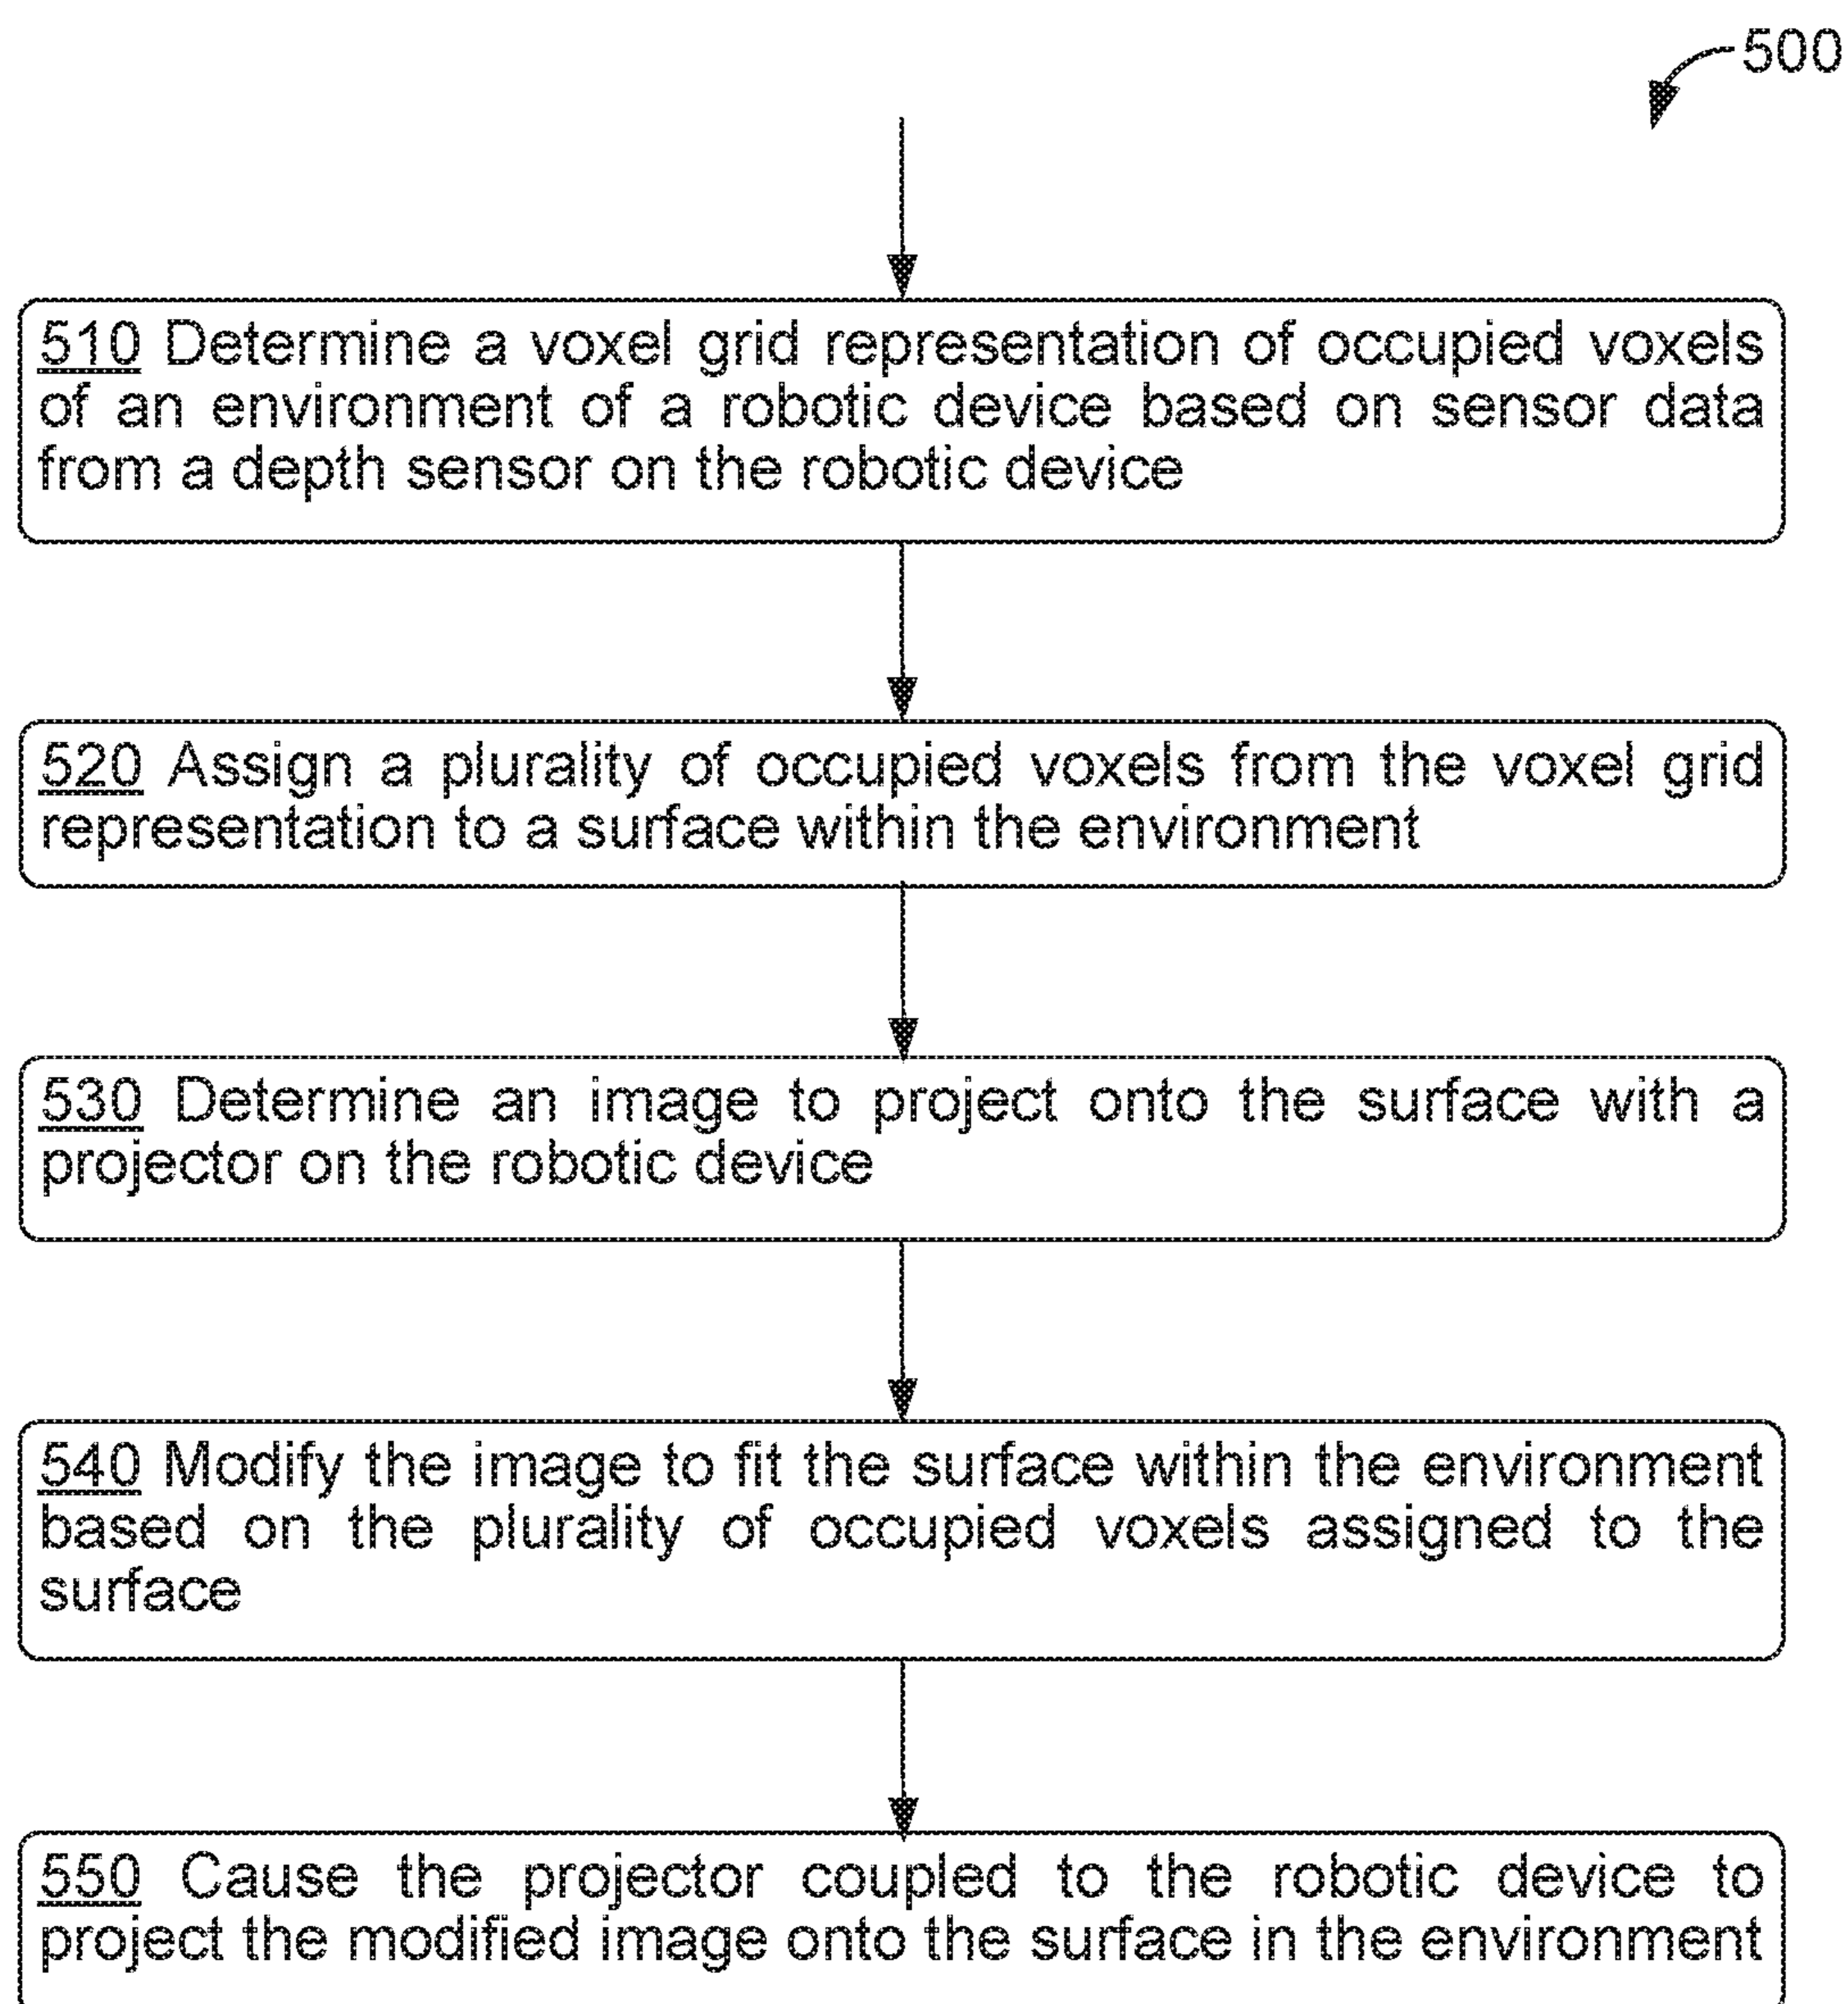 500
510 Determine a voxel grid representation of occupied voxels
of an environment of a robotic device based on sensor data
from a depth sensor on the robotic device
520 Assign a plurality of occupied voxels from the voxel grid
representation to a surface within the environment
530 Determine an image to project onto the surface with a
projector on the robotic device
540 Modify the image to fit the surface within the environment
based on the plurality of occupied voxels assigned to the
surface
550 Cause the projector coupled to the robotic device to
project the modified image onto the surface in the environment